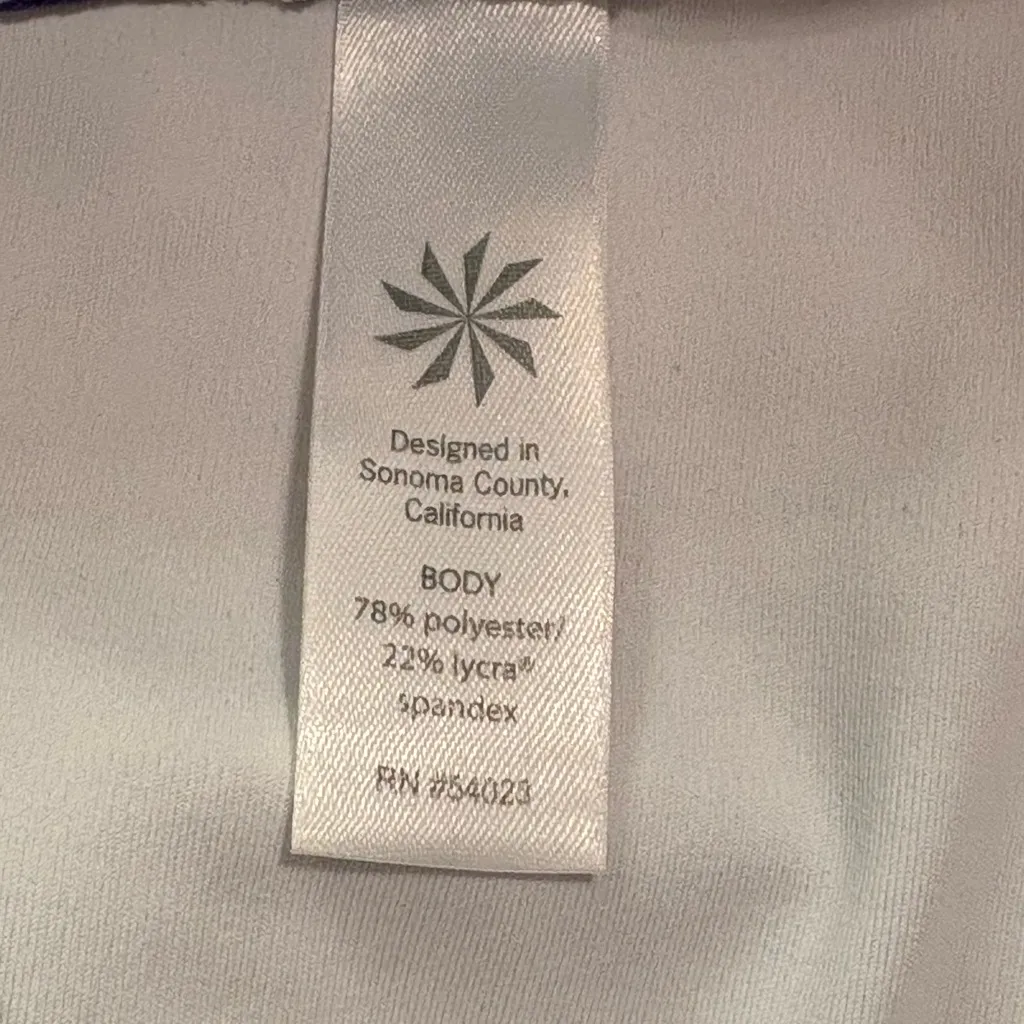 Designed in
Sonoma County,
California
BODY
78% polyester/
22% lycra®
spandex
RN #54023